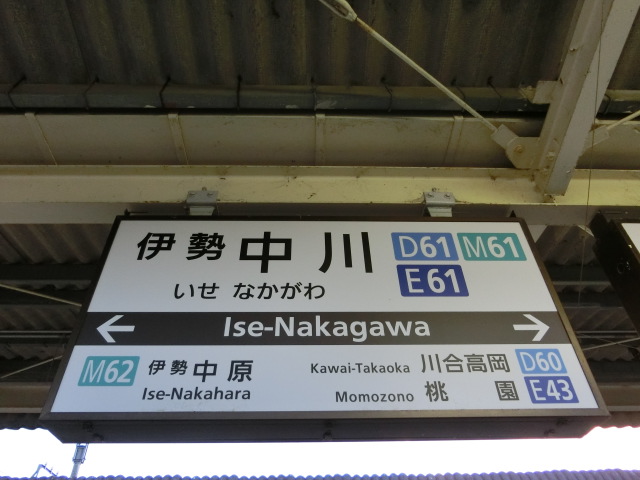 伊勢中川 D61 M61
いせ なかがわ E61
← Ise-Nakagawa →
M62 伊勢中原
Ise-Nakahara
Kawai-Takaoka 川合高岡 D60
Momozono 桃園 E43